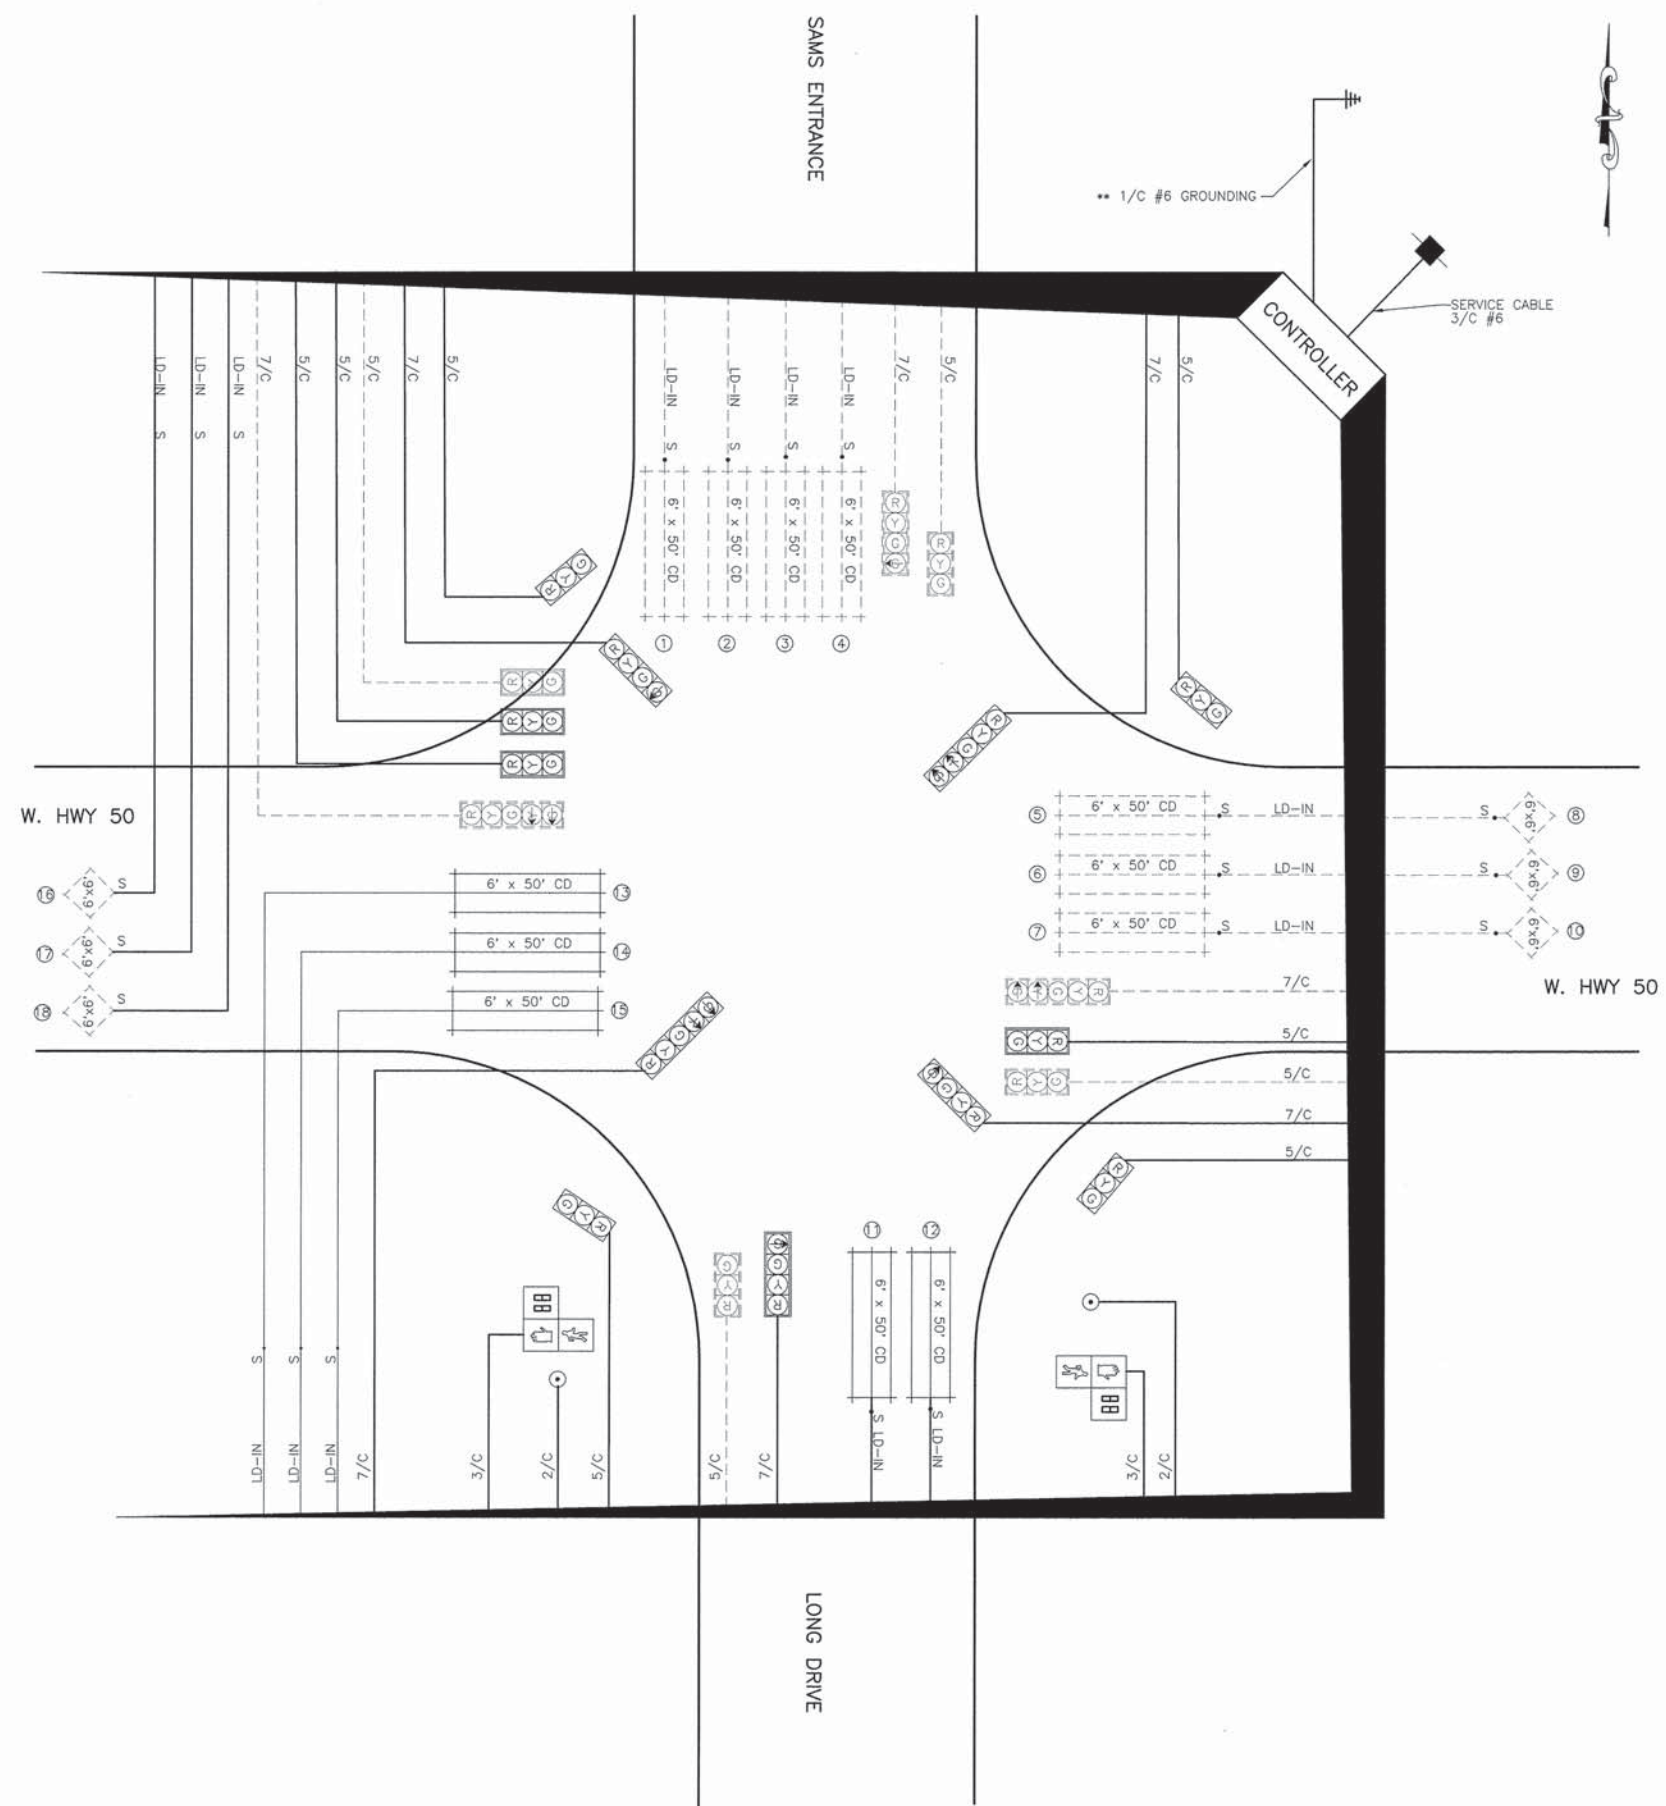 SAMS ENTRANCE
** 1/C #6 GROUNDING
SERVICE CABLE
3/C #6
CONTROLLER
LD-IN S
LD-IN S
LD-IN S
7/C
5/C
5/C
5/C
7/C
5/C
LD-IN S
LD-IN S
LD-IN S
LD-IN S
7/C
5/C
7/C
5/C
6' x 50' CD
6' x 50' CD
6' x 50' CD
6' x 50' CD
R Y G G
R Y G
R Y G
1
2
3
4
R Y G G
R Y G
R Y G
R Y G
R Y G
R Y G Y G
R Y G Y G
W. HWY 50
5 6' x 50' CD S LD-IN S 6'x6' 8
6 6' x 50' CD S LD-IN S 6'x6' 9
7 6' x 50' CD S LD-IN S 6'x6' 10
16 6'x6' S
17 6'x6' S
18 6'x6' S
6' x 50' CD 13
6' x 50' CD 14
6' x 50' CD 15
W. HWY 50
G Y G Y R 7/C
G Y R 5/C
R Y G 5/C
R Y G Y G
G G Y R 7/C
R Y G 5/C
G Y R
G Y R
G G Y R
11
12
6' x 50' CD
6' x 50' CD
S
S
S
LD-IN
LD-IN
LD-IN
7/C
3/C
2/C
5/C
5/C
7/C
S LD-IN
S LD-IN
3/C
2/C
LONG DRIVE